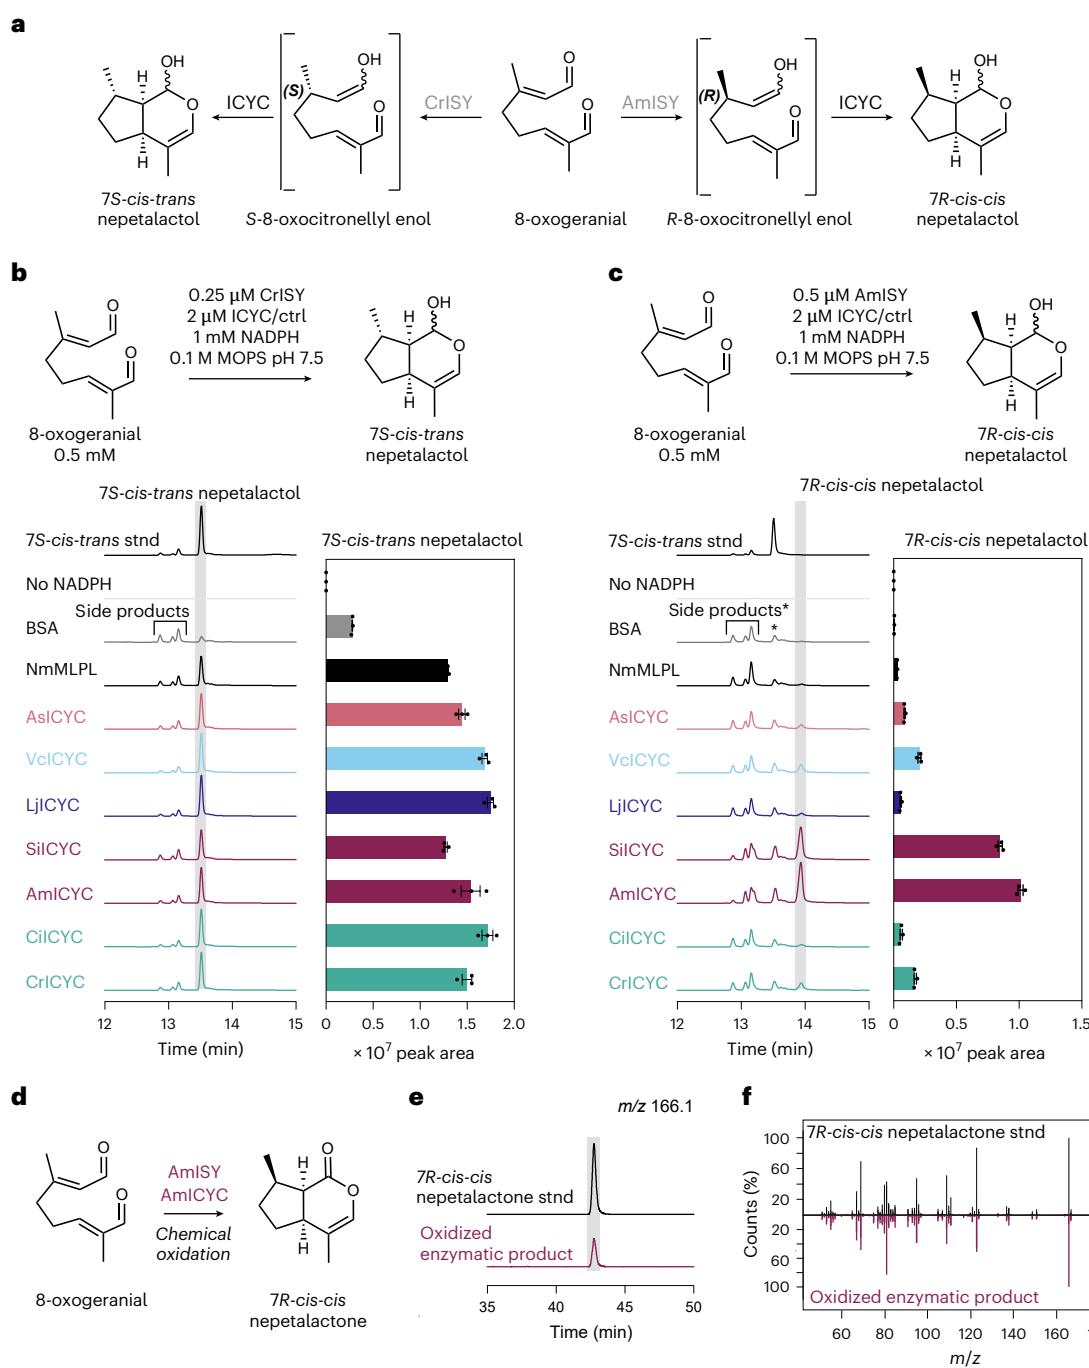 a
OH
H
O
H
7S-cis-trans
nepetalactol
ICYC
(S)
OH
O
S-8-oxocitronellyl enol
CrISY
O
O
8-oxogeranial
AmISY
(R)
OH
O
R-8-oxocitronellyl enol
ICYC
OH
H
O
H
7R-cis-cis
nepetalactol
b
O
O
8-oxogeranial
0.5 mM
0.25 µM CrISY
2 µM ICYC/ctrl
1 mM NADPH
0.1 M MOPS pH 7.5
OH
H
O
H
7S-cis-trans
nepetalactol
7S-cis-trans nepetalactol
7S-cis-trans stnd
No NADPH
Side products
BSA
NmMLPL
AsICYC
VcICYC
LjICYC
SiICYC
AmICYC
CiICYC
CrICYC
12 13 14 15
Time (min)
7S-cis-trans nepetalactol
0 0.5 1.0 1.5 2.0
× 10⁷ peak area
c
O
O
8-oxogeranial
0.5 mM
0.5 µM AmISY
2 µM ICYC/ctrl
1 mM NADPH
0.1 M MOPS pH 7.5
OH
H
O
H
7R-cis-cis
nepetalactol
7R-cis-cis nepetalactol
7S-cis-trans stnd
No NADPH
Side products*
BSA
*
NmMLPL
AsICYC
VcICYC
LjICYC
SiICYC
AmICYC
CiICYC
CrICYC
12 13 14 15
Time (min)
7R-cis-cis nepetalactol
0 0.5 1.0 1.5
× 10⁷ peak area
d
O
O
8-oxogeranial
AmISY
AmICYC
Chemical
oxidation
H
O
O
H
7R-cis-cis
nepetalactone
e
m/z 166.1
7R-cis-cis
nepetalactone stnd
Oxidized
enzymatic product
35 40 45 50
Time (min)
f
7R-cis-cis nepetalactone stnd
Counts (%)
100
60
20
20
60
100
Oxidized enzymatic product
60 80 100 120 140 160
m/z